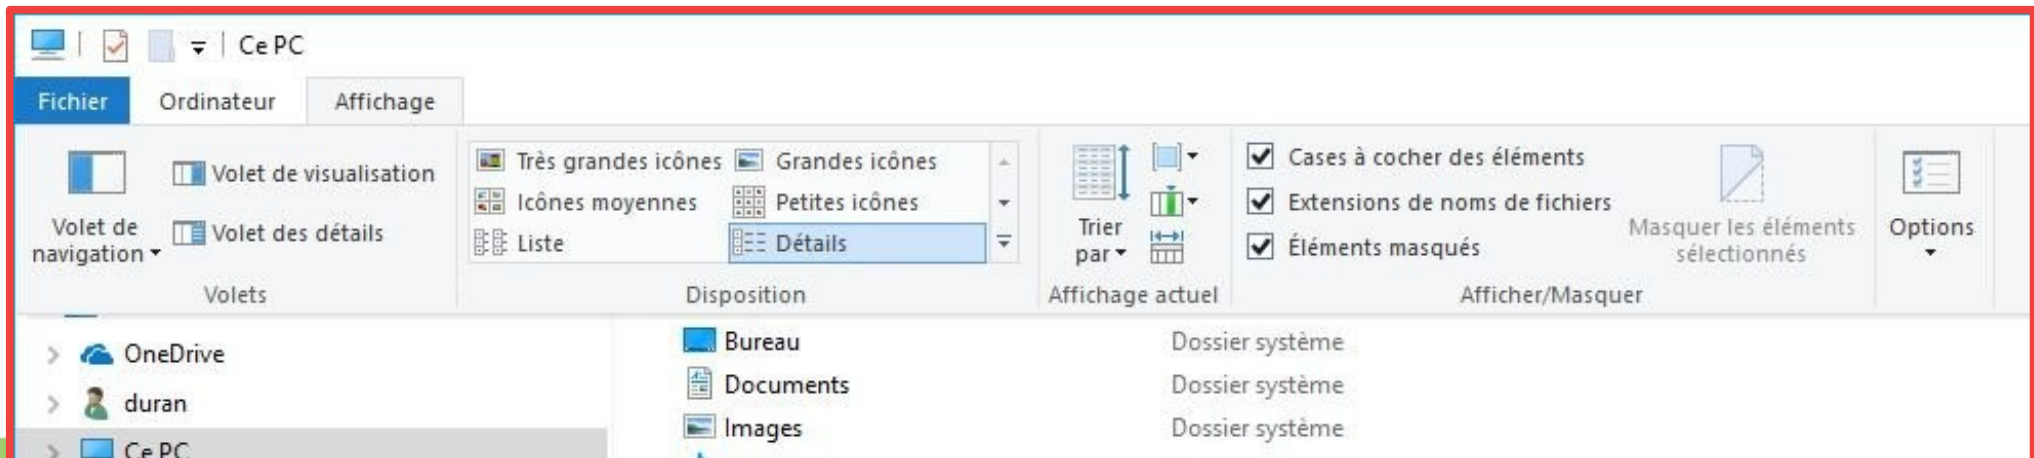 Ce PC
Fichier Ordinateur Affichage
Volet de navigation
Volet de visualisation
Volet des détails
Volets
Très grandes icônes Grandes icônes
Icônes moyennes Petites icônes
Liste Détails
Disposition
Trier par
Affichage actuel
Cases à cocher des éléments
Extensions de noms de fichiers
Éléments masqués
Masquer les éléments
sélectionnés
Afficher/Masquer
Options
OneDrive
duran
Ce PC
Bureau Dossier système
Documents Dossier système
Images Dossier système